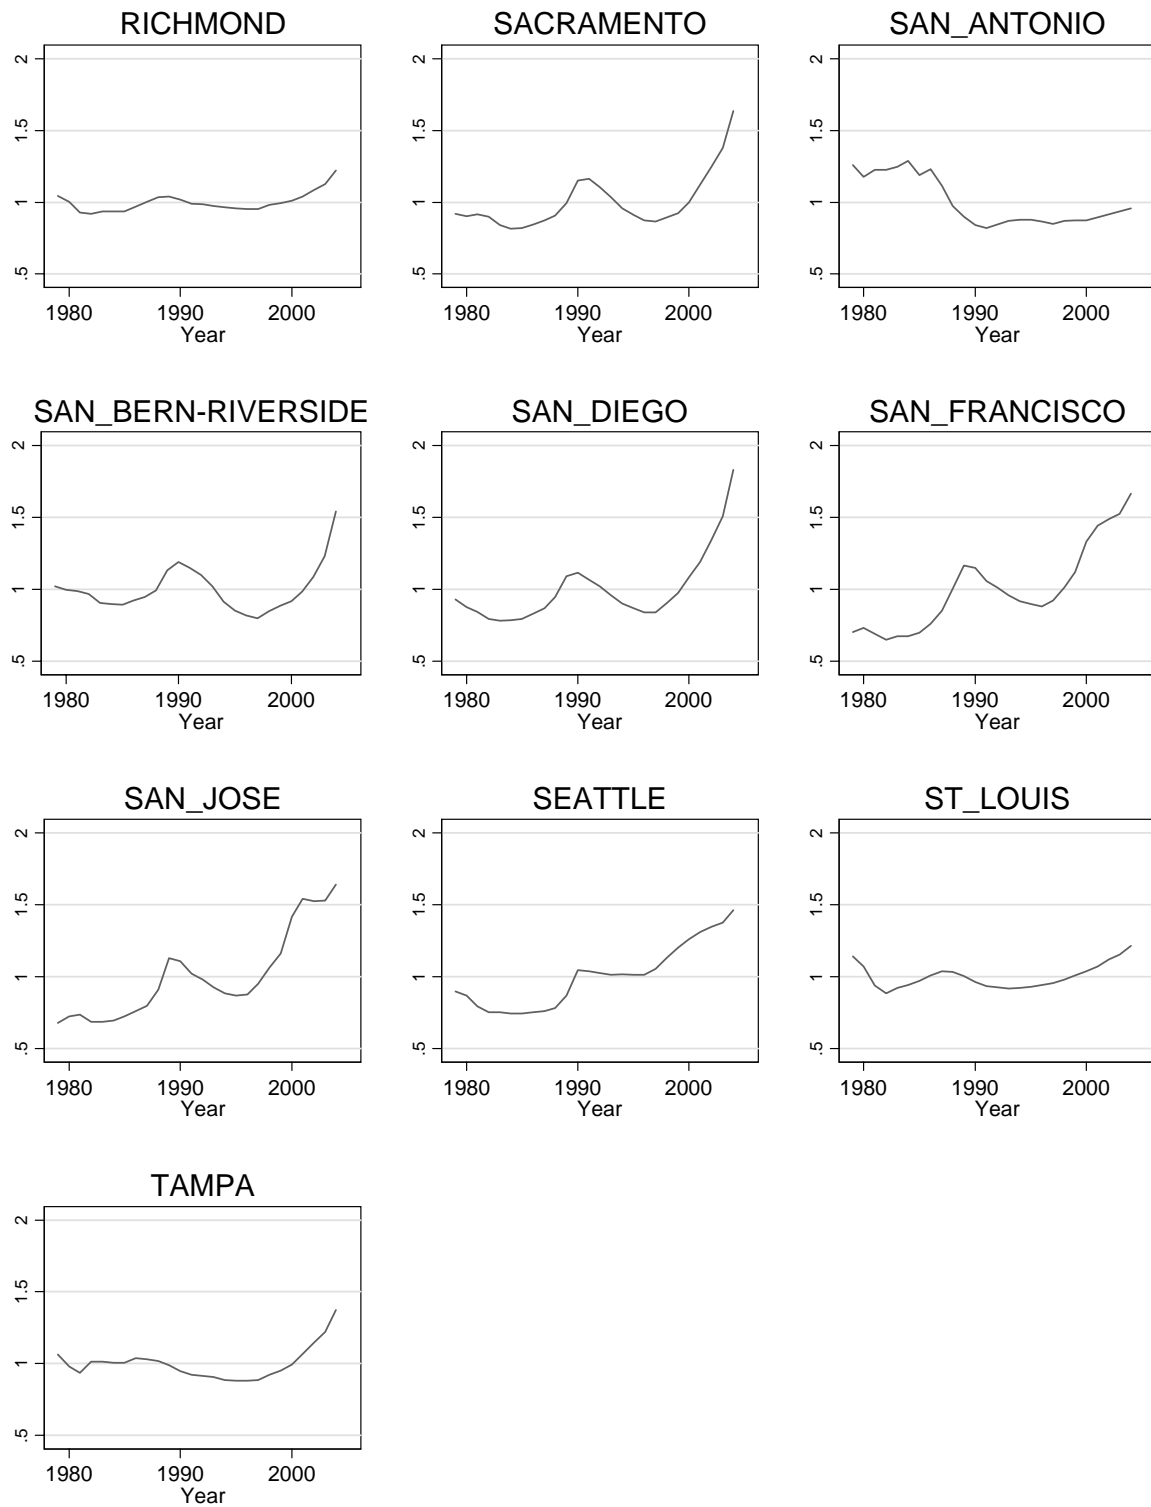 RICHMOND
2
1.5
1
.5
1980 1990 2000
Year
SACRAMENTO
2
1.5
1
.5
1980 1990 2000
Year
SAN_ANTONIO
2
1.5
1
.5
1980 1990 2000
Year
SAN_BERN-RIVERSIDE
2
1.5
1
.5
1980 1990 2000
Year
SAN_DIEGO
2
1.5
1
.5
1980 1990 2000
Year
SAN_FRANCISCO
2
1.5
1
.5
1980 1990 2000
Year
SAN_JOSE
2
1.5
1
.5
1980 1990 2000
Year
SEATTLE
2
1.5
1
.5
1980 1990 2000
Year
ST_LOUIS
2
1.5
1
.5
1980 1990 2000
Year
TAMPA
2
1.5
1
.5
1980 1990 2000
Year